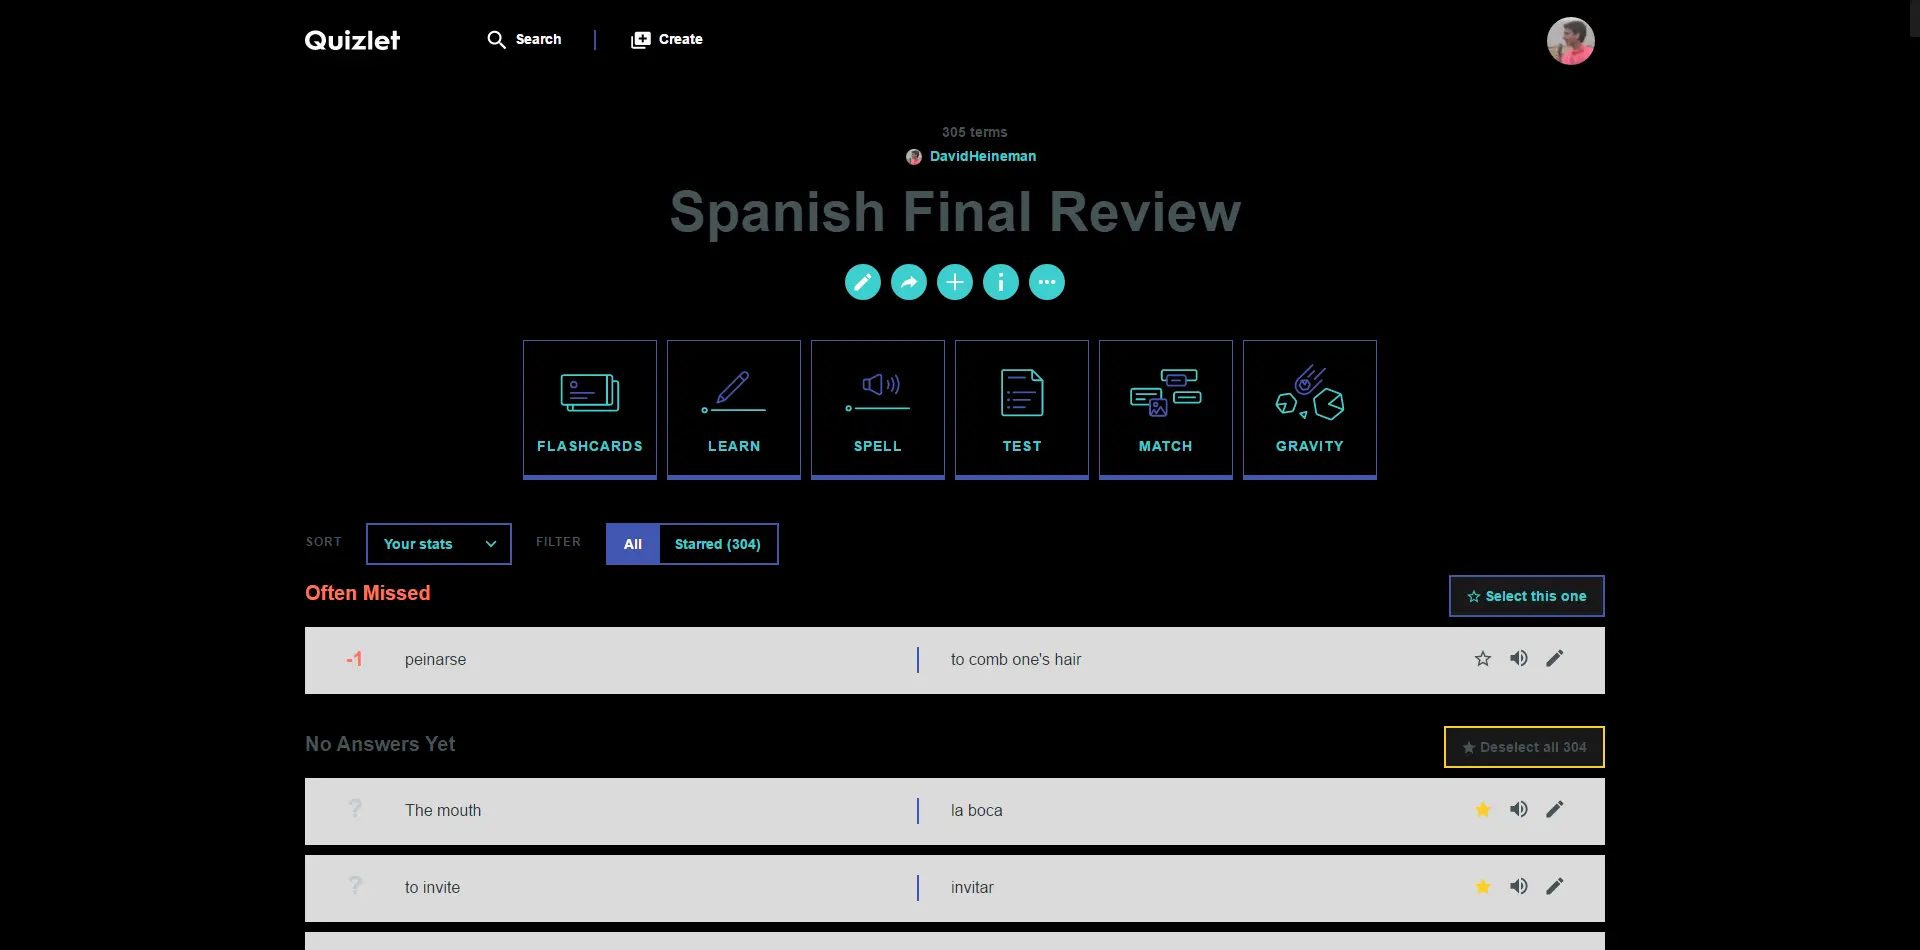 Quizlet
Search
Create
305 terms
DavidHeineman
Spanish Final Review
FLASHCARDS
LEARN
SPELL
TEST
MATCH
GRAVITY
SORT
Your stats
FILTER
All
Starred (304)
Often Missed
Select this one
-1
peinarse
to comb one's hair
No Answers Yet
Deselect all 304
?
The mouth
la boca
?
to invite
invitar